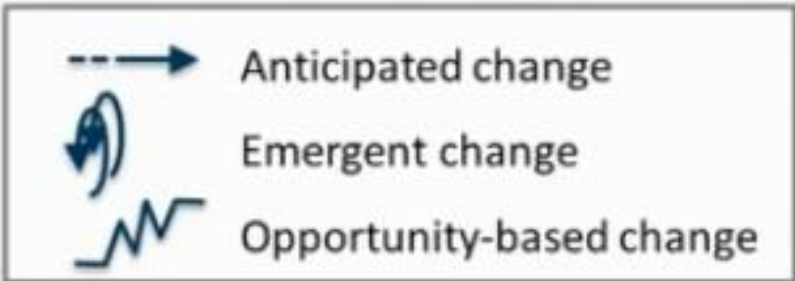 Anticipated change
Emergent change
Opportunity-based change